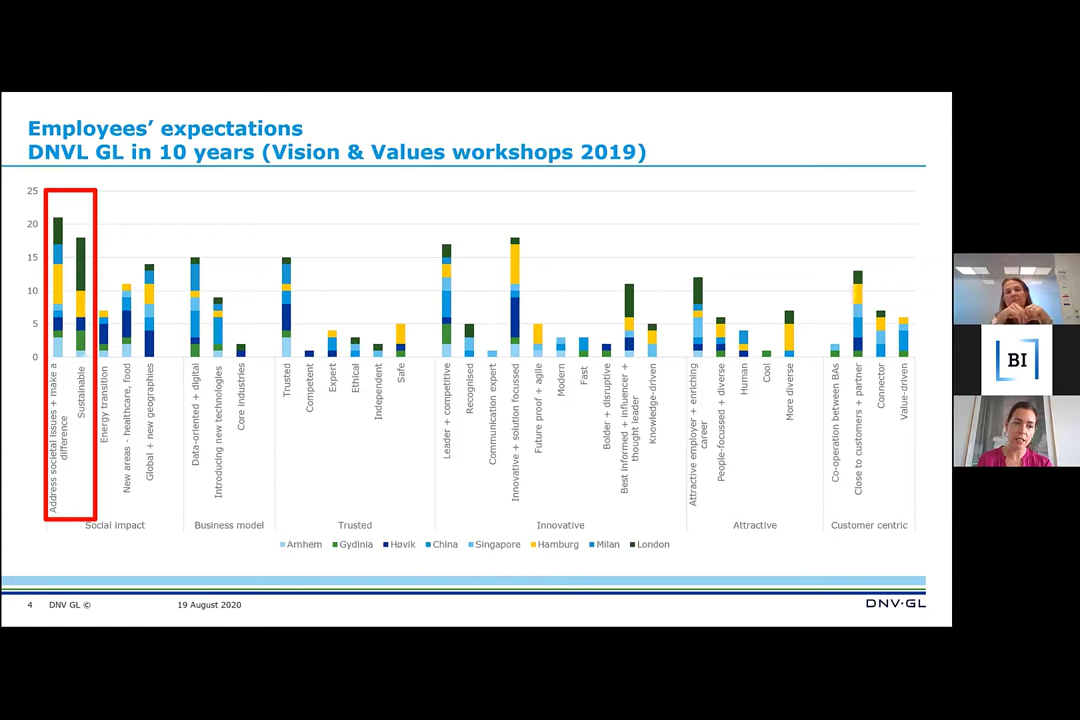 Employees’ expectations
DNVL GL in 10 years (Vision & Values workshops 2019)
25
20
15
10
5
0
Address societal issues + make a
difference
Sustainable
Energy transition
New areas - healthcare, food
Global + new geographies
Data-oriented + digital
Introducing new technologies
Core industries
Trusted
Competent
Expert
Ethical
Independent
Safe
Leader + competitive
Recognised
Communication expert
Innovative + solution focussed
Future proof + agile
Modern
Fast
Bolder + disruptive
Best informed + influencer +
thought leader
Knowledge-driven
Attractive employer + enriching
career
People-focussed + diverse
Human
Cool
More diverse
Co-operation between BAs
Close to customers + partner
Connector
Value-driven
Social impact
Business model
Trusted
Innovative
Attractive
Customer centric
Arnhem Gydinia Høvik China Singapore Hamburg Milan London
4 DNV GL © 19 August 2020
DNV·GL
BI